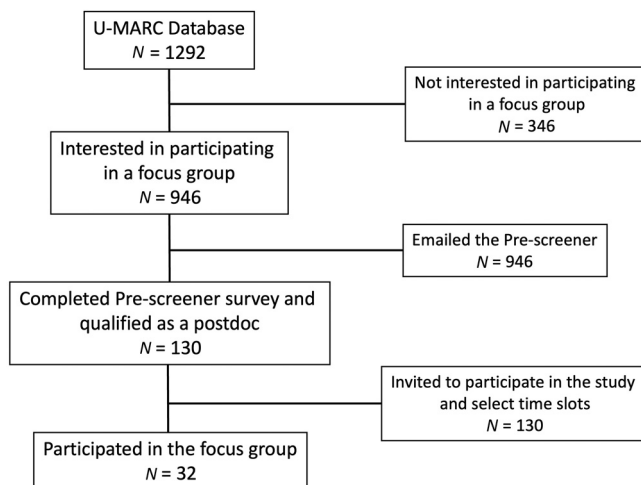 U-MARC Database
N = 1292
Not interested in participating
in a focus group
N = 346
Interested in participating
in a focus group
N = 946
Emailed the Pre-screener
N = 946
Completed Pre-screener survey and
qualified as a postdoc
N = 130
Invited to participate in the study
and select time slots
N = 130
Participated in the focus group
N = 32